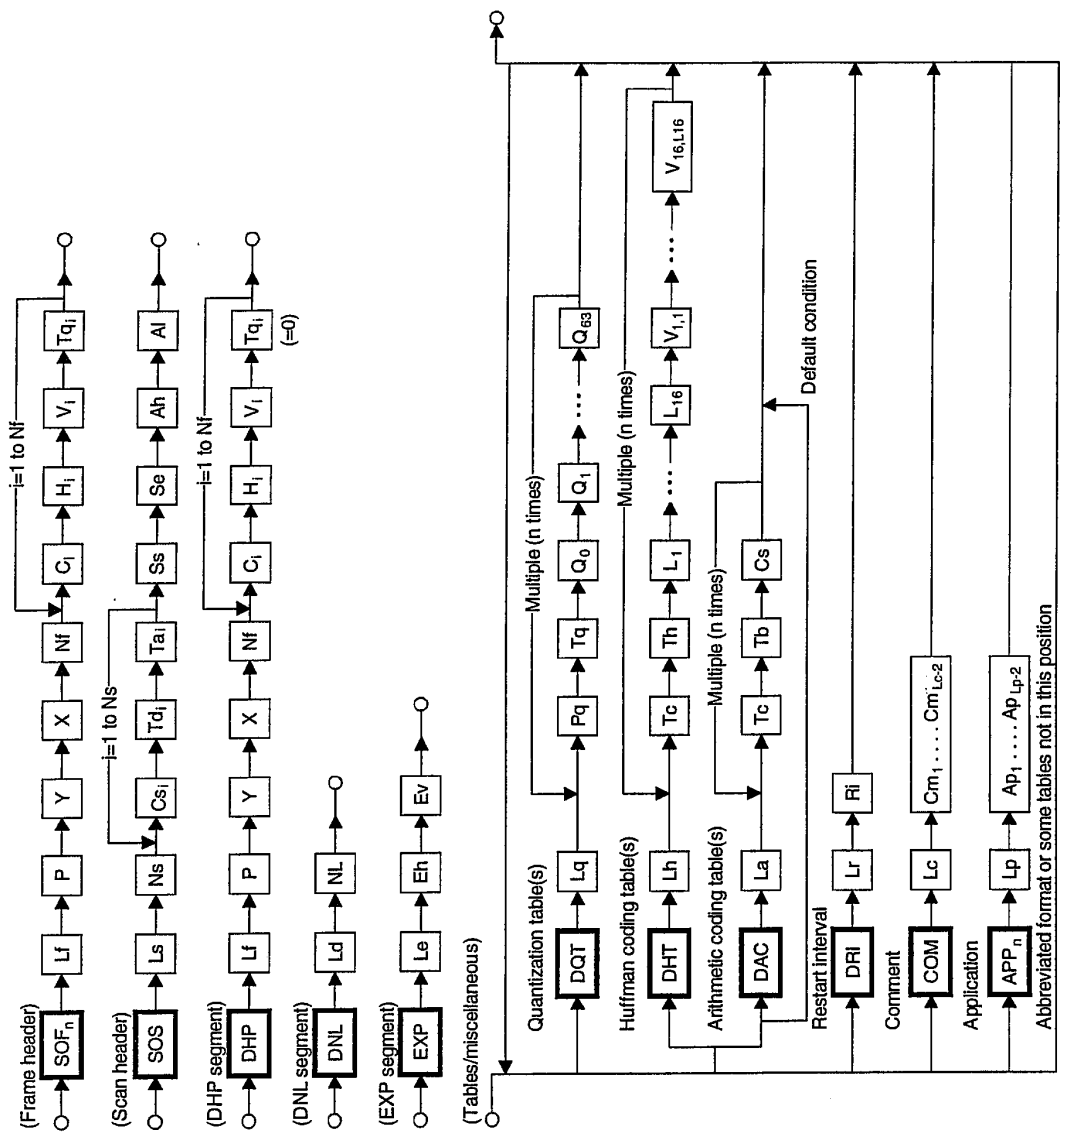 (Frame header)
SOFn Lf P Y X Nf Ci Hi Vi Tqi
i=1 to Nf
(Scan header)
SOS Ls Ns Csi Tdi Tai Ss Se Ah Al
j=1 to Ns
(DHP segment)
DHP Lf P Y X Nf Ci Hi Vi Tqi
i=1 to Nf
(=0)
(DNL segment)
DNL Ld NL
(EXP segment)
EXP Le Eh Ev
(Tables/miscellaneous)
Quantization table(s)
DQT Lq Pq Tq Q0 Q1 ... Q63
Multiple (n times)
Huffman coding table(s)
DHT Lh Tc Th L1 ... L16 V1,1 ... V16,L16
Multiple (n times)
Arithmetic coding table(s)
DAC La Tc Tb Cs
Multiple (n times)
Default condition
Restart interval
DRI Lr Ri
Comment
COM Lc Cm1 .... CmLc-2
Application
APPn Lp Ap1 .... ApLp-2
Abbreviated format or some tables not in this position